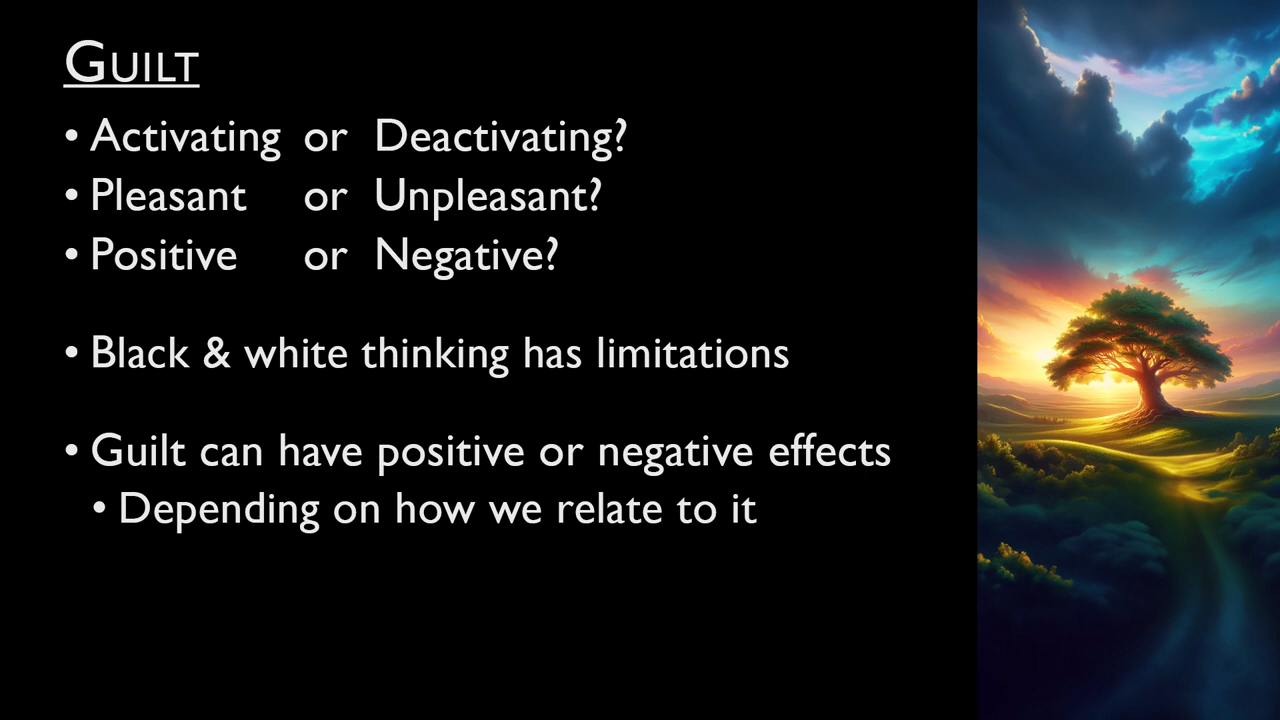 GUILT
• Activating or Deactivating?
• Pleasant or Unpleasant?
• Positive or Negative?
• Black & white thinking has limitations
• Guilt can have positive or negative effects
• Depending on how we relate to it